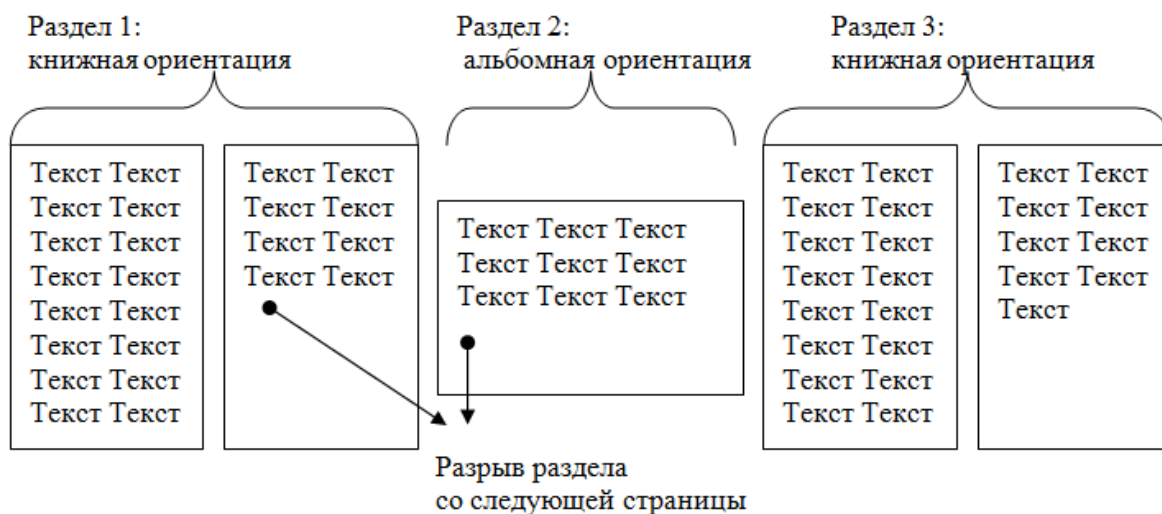 Раздел 1:
книжная ориентация
Раздел 2:
альбомная ориентация
Раздел 3:
книжная ориентация
Текст Текст
Текст Текст
Текст Текст
Текст Текст
Текст Текст
Текст Текст
Текст Текст
Текст Текст
Текст Текст
Текст Текст
Текст Текст
Текст Текст
Текст Текст Текст
Текст Текст Текст
Текст Текст Текст
Текст Текст
Текст Текст
Текст Текст
Текст Текст
Текст Текст
Текст Текст
Текст Текст
Текст Текст
Текст Текст
Текст Текст
Текст Текст
Текст Текст
Текст
Разрыв раздела
со следующей страницы